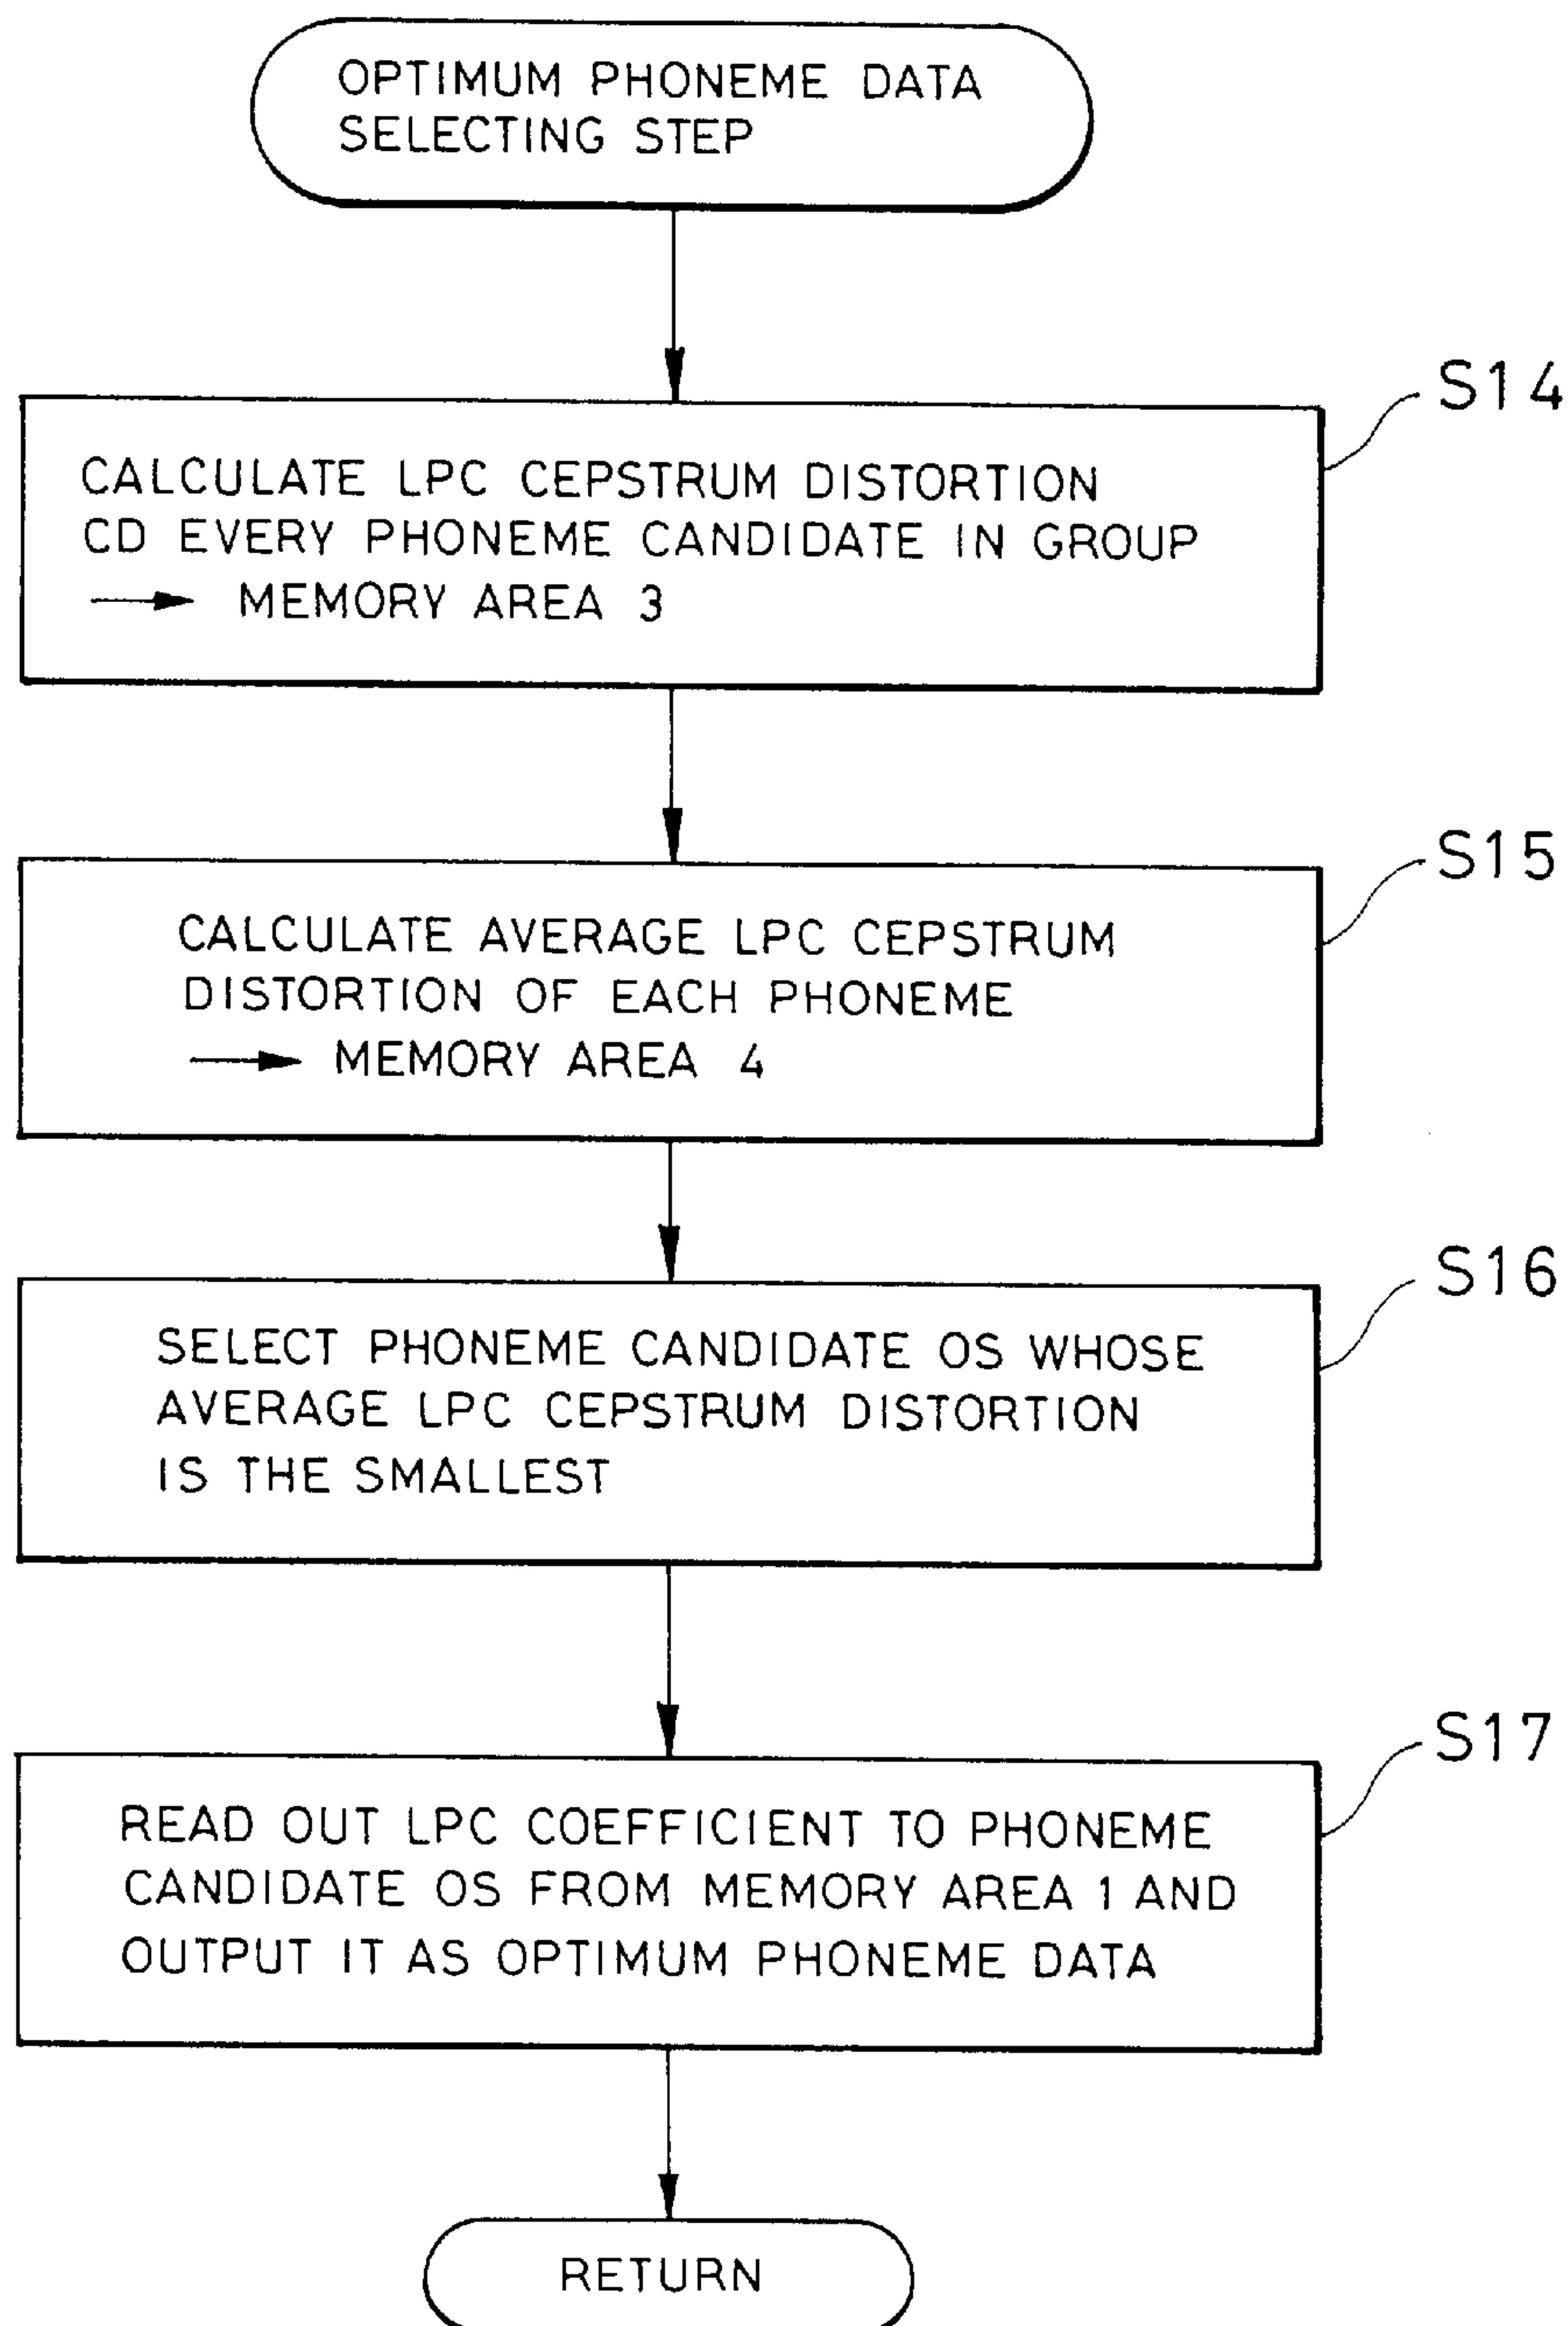 OPTIMUM PHONEME DATA
SELECTING STEP
S14
CALCULATE LPC CEPSTRUM DISTORTION
CD EVERY PHONEME CANDIDATE IN GROUP
→ MEMORY AREA 3
S15
CALCULATE AVERAGE LPC CEPSTRUM
DISTORTION OF EACH PHONEME
→ MEMORY AREA 4
S16
SELECT PHONEME CANDIDATE OS WHOSE
AVERAGE LPC CEPSTRUM DISTORTION
IS THE SMALLEST
S17
READ OUT LPC COEFFICIENT TO PHONEME
CANDIDATE OS FROM MEMORY AREA 1 AND
OUTPUT IT AS OPTIMUM PHONEME DATA
RETURN